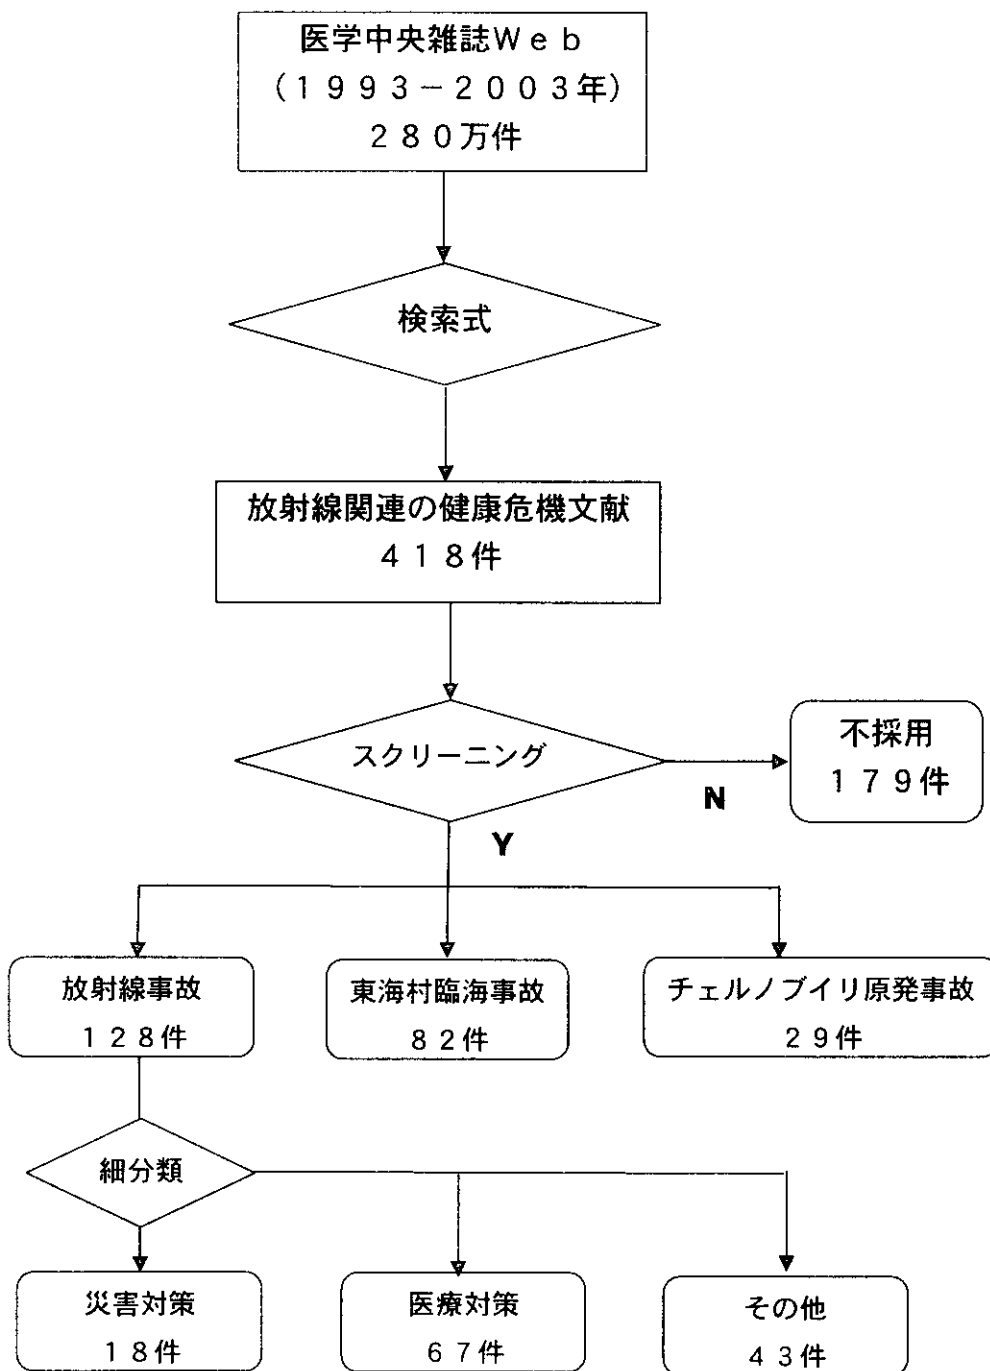 医学中央雑誌Ｗｅｂ
（１９９３－２００３年）
２８０万件
検索式
放射線関連の健康危機文献
４１８件
スクリーニング
不採用
１７９件
N
Y
放射線事故
１２８件
東海村臨海事故
８２件
チェルノブイリ原発事故
２９件
細分類
災害対策
１８件
医療対策
６７件
その他
４３件